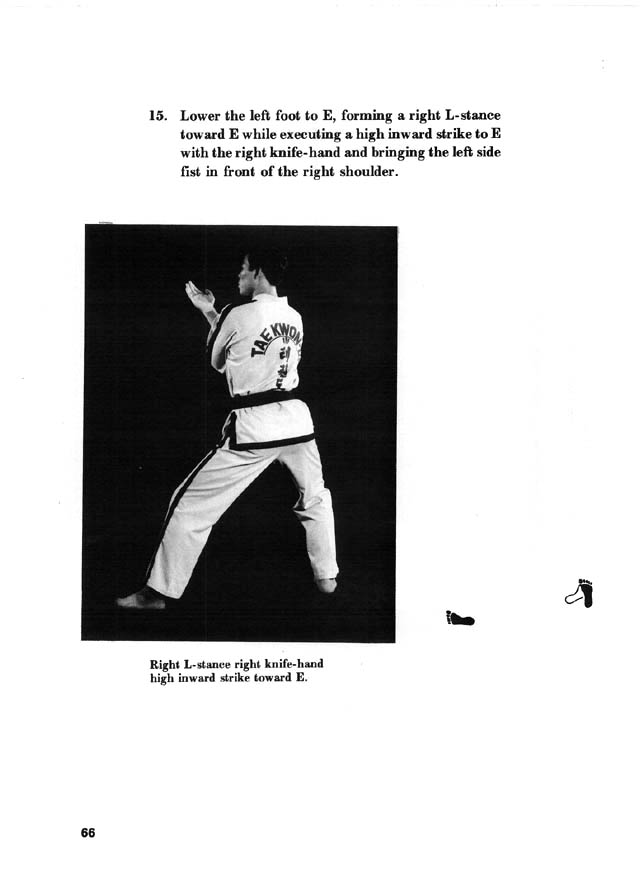 15. Lower the left foot to E, forming a right L-stance
toward E while executing a high inward strike to E
with the right knife-hand and bringing the left side
fist in front of the right shoulder.
TAEKWON
Right L-stance right knife-hand
high inward strike toward E.
66